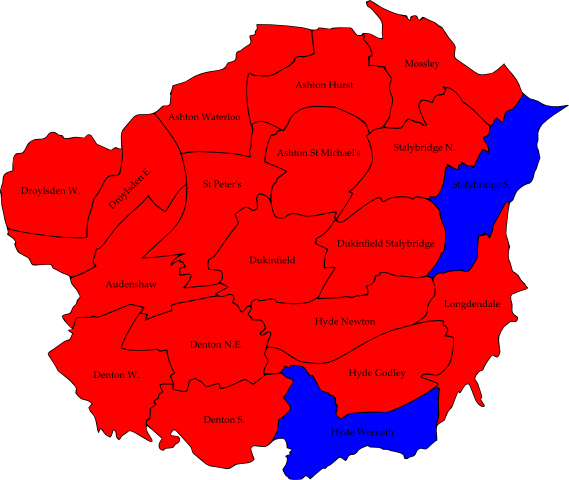 Mossley
Ashton Hurst
Ashton Waterloo
Stalybridge N.
Ashton St Michael's
Droylsden W.
Droylsden E.
St Peter's
Stalybridge S.
Dukinfield Stalybridge
Dukinfield
Audenshaw
Longdendale
Hyde Newton
Denton N.E.
Denton W.
Hyde Godley
Denton S.
Hyde Werneth